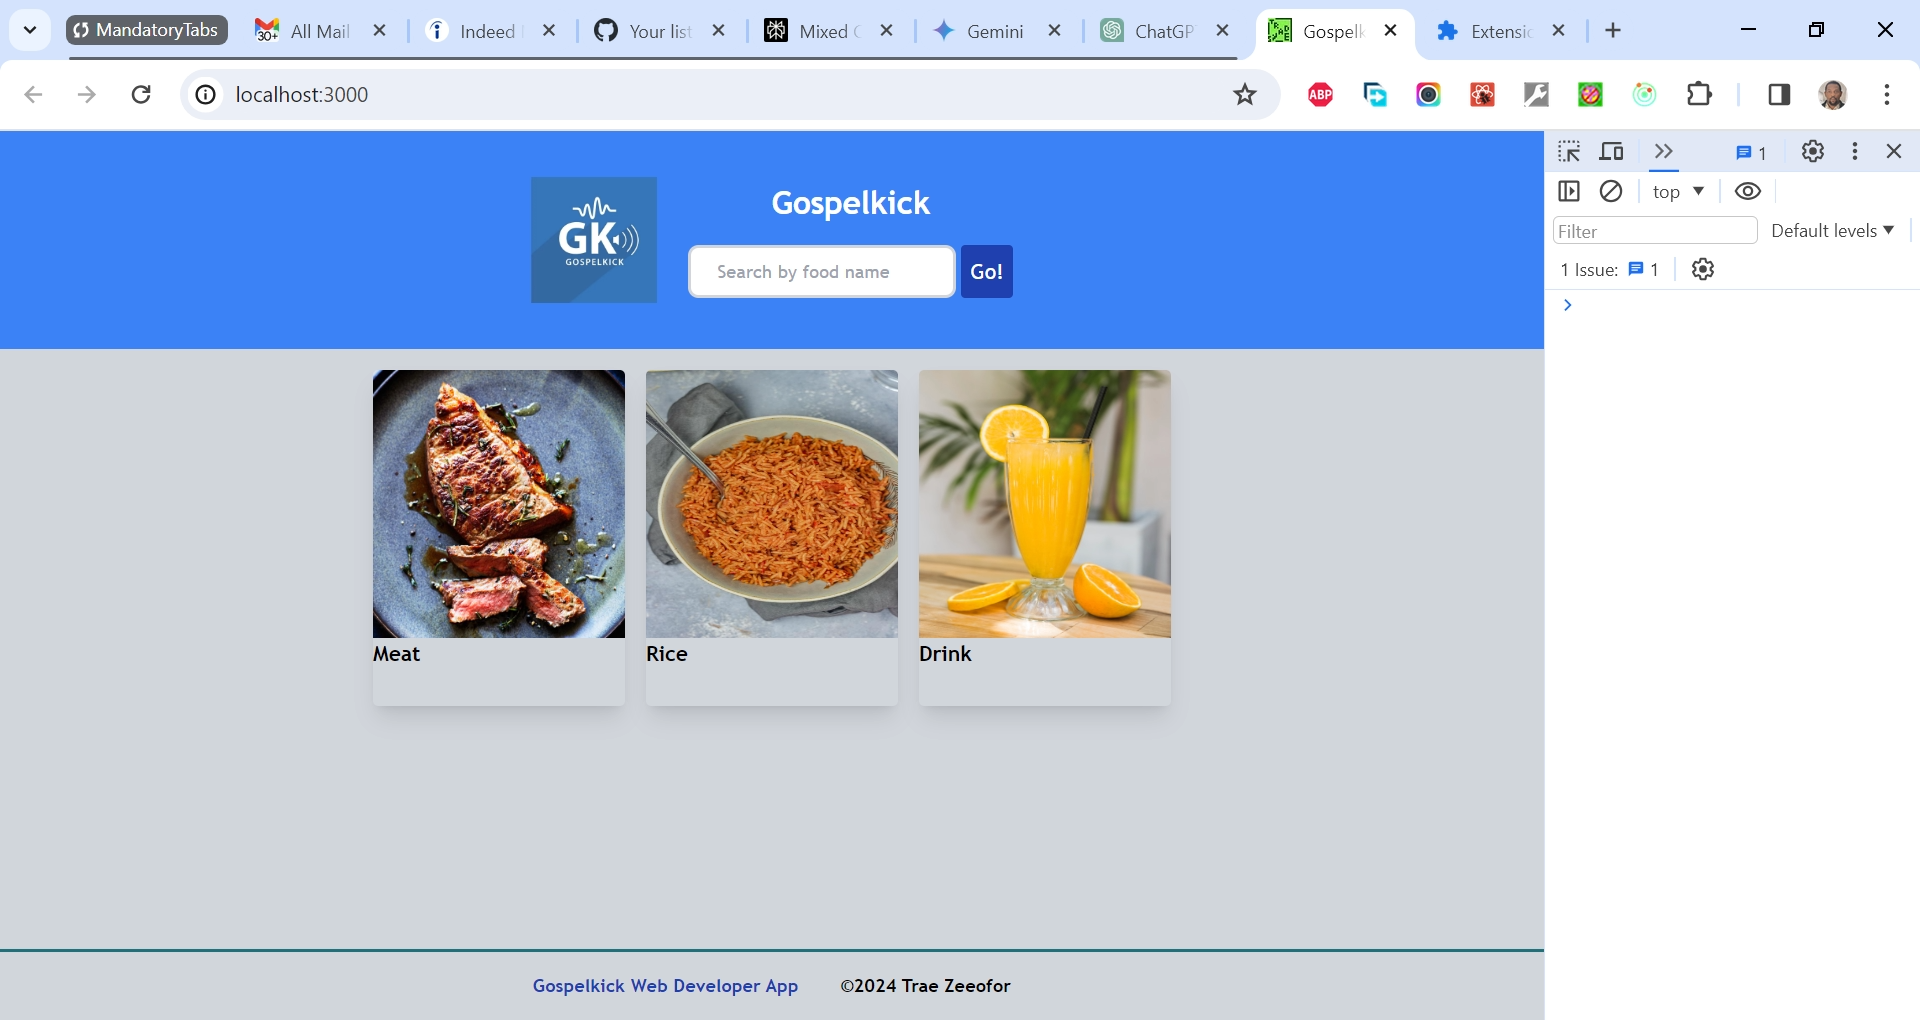 MandatoryTabs All Mail Indeed Your list Mixed Gemini ChatGP Gospelk Extensio
localhost:3000
ABP
1
top
Filter Default levels
1 Issue: 1
GK
GOSPELKICK
Gospelkick
Search by food name Go!
Meat Rice Drink
Gospelkick Web Developer App ©2024 Trae Zeeofor